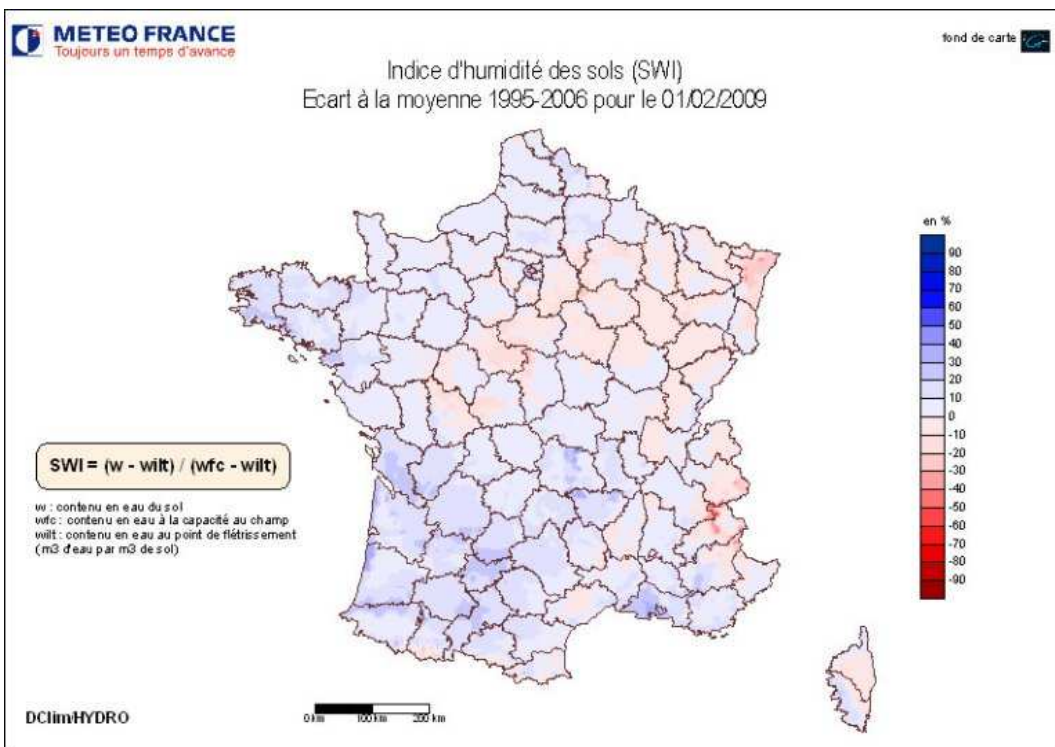 METEO FRANCE
Toujours un temps d'avance
fond de carte
Indice d'humidité des sols (SWI)
Ecart à la moyenne 1995-2006 pour le 01/02/2009
en %
90
80
70
60
50
40
30
20
10
0
-10
-20
-30
-40
-50
-60
-70
-80
-90
SWI = (w - wilt) / (wfc - wilt)
w : contenu en eau du sol
wfc : contenu en eau à la capacité au champ
wilt : contenu en eau au point de flétrissement
(m3 d'eau par m3 de sol)
DClim/HYDRO
0 km 100 km 200 km